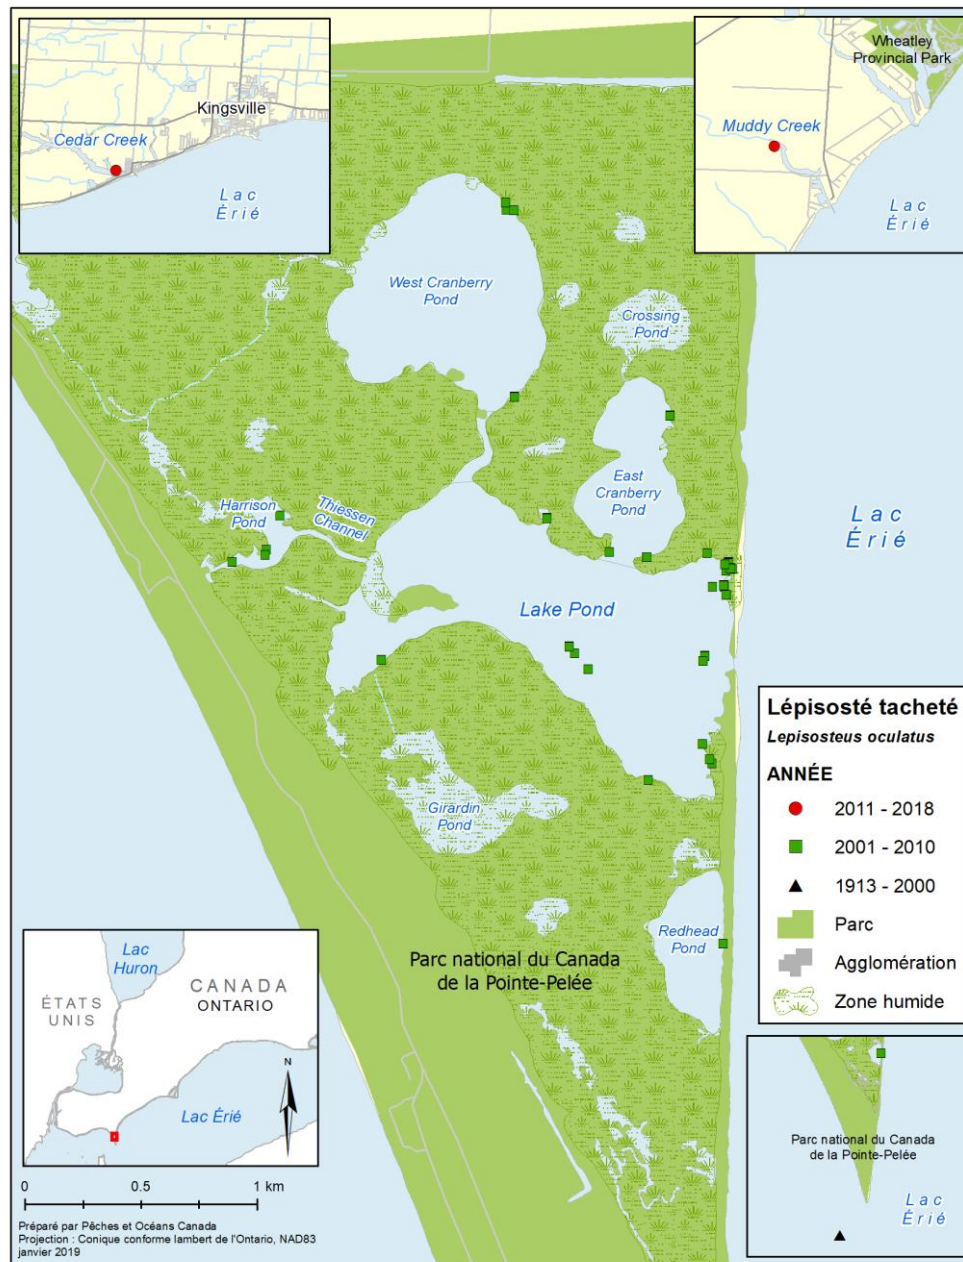 Kingsville
Cedar Creek
Lac
Érié
Wheatley
Provincial Park
Muddy Creek
Lac
Érié
West Cranberry
Pond
Crossing
Pond
East
Cranberry
Pond
Harrison
Pond
Thiessen
Channel
Lac
Érié
Lake Pond
Girardin
Pond
Redhead
Pond
Parc national du Canada
de la Pointe-Pelée
Lépisosté tacheté
Lepisosteus oculatus
ANNÉE
2011 - 2018
2001 - 2010
1913 - 2000
Parc
Agglomération
Zone humide
Lac
Huron
CANADA
ONTARIO
ÉTATS
UNIS
N
Lac Érié
0 0.5 1 km
Préparé par Pêches et Océans Canada
Projection : Conique conforme lambert de l'Ontario, NAD83
janvier 2019
Parc national du Canada
de la Pointe-Pelée
Lac
Érié